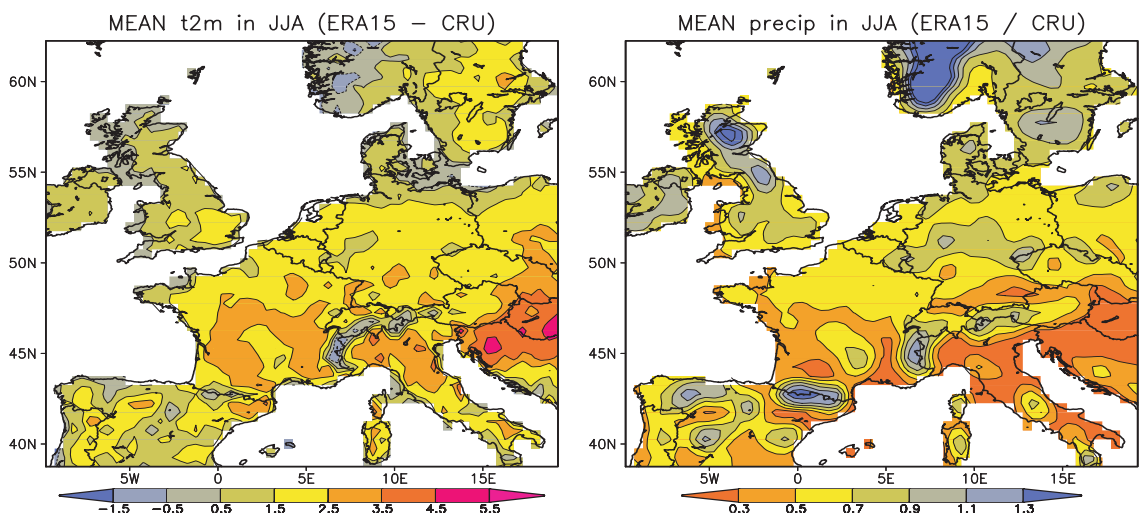 MEAN t2m in JJA (ERA15 – CRU)
60N
55N
50N
45N
40N
5W 0 5E 10E 15E
−1.5 −0.5 0.5 1.5 2.5 3.5 4.5 5.5
MEAN precip in JJA (ERA15 / CRU)
60N
55N
50N
45N
40N
5W 0 5E 10E 15E
0.3 0.5 0.7 0.9 1.1 1.3